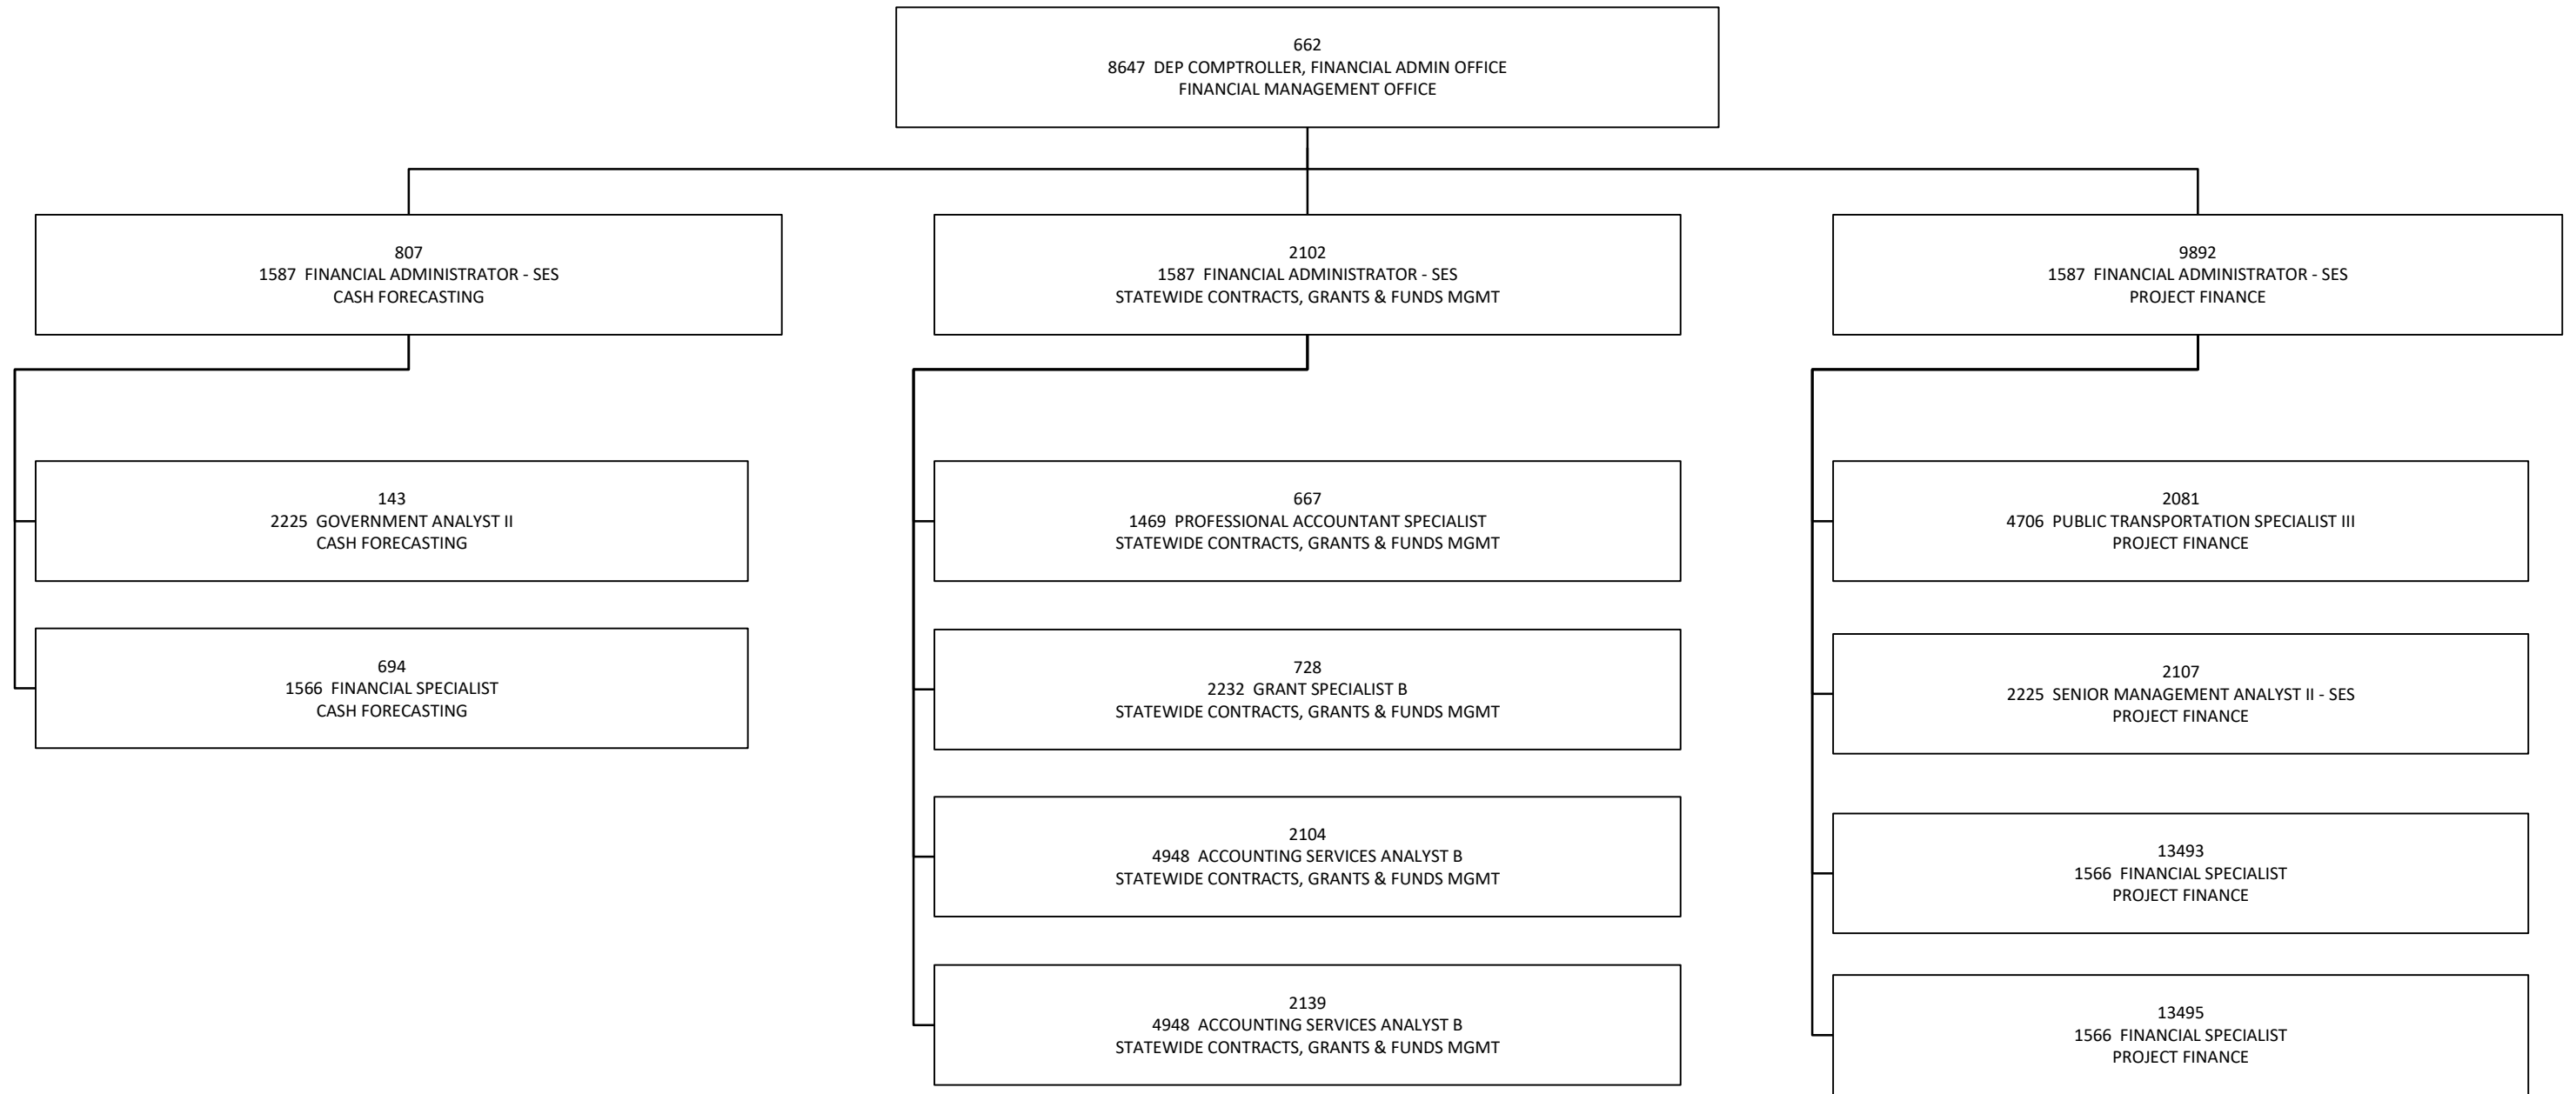 662
8647 DEP COMPTROLLER, FINANCIAL ADMIN OFFICE
FINANCIAL MANAGEMENT OFFICE
807
1587 FINANCIAL ADMINISTRATOR - SES
CASH FORECASTING
2102
1587 FINANCIAL ADMINISTRATOR - SES
STATEWIDE CONTRACTS, GRANTS & FUNDS MGMT
9892
1587 FINANCIAL ADMINISTRATOR - SES
PROJECT FINANCE
143
2225 GOVERNMENT ANALYST II
CASH FORECASTING
694
1566 FINANCIAL SPECIALIST
CASH FORECASTING
667
1469 PROFESSIONAL ACCOUNTANT SPECIALIST
STATEWIDE CONTRACTS, GRANTS & FUNDS MGMT
728
2232 GRANT SPECIALIST B
STATEWIDE CONTRACTS, GRANTS & FUNDS MGMT
2104
4948 ACCOUNTING SERVICES ANALYST B
STATEWIDE CONTRACTS, GRANTS & FUNDS MGMT
2139
4948 ACCOUNTING SERVICES ANALYST B
STATEWIDE CONTRACTS, GRANTS & FUNDS MGMT
2081
4706 PUBLIC TRANSPORTATION SPECIALIST III
PROJECT FINANCE
2107
2225 SENIOR MANAGEMENT ANALYST II - SES
PROJECT FINANCE
13493
1566 FINANCIAL SPECIALIST
PROJECT FINANCE
13495
1566 FINANCIAL SPECIALIST
PROJECT FINANCE